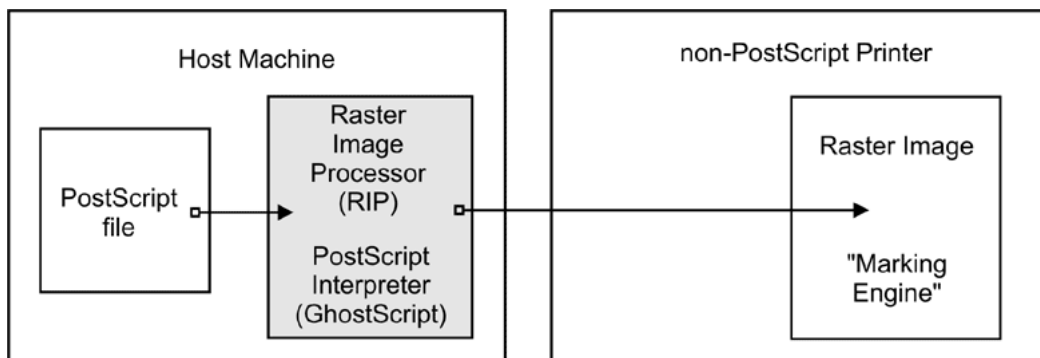 Host Machine
PostScript
file
Raster
Image
Processor
(RIP)
PostScript
Interpreter
(GhostScript)
non-PostScript Printer
Raster Image
"Marking
Engine"